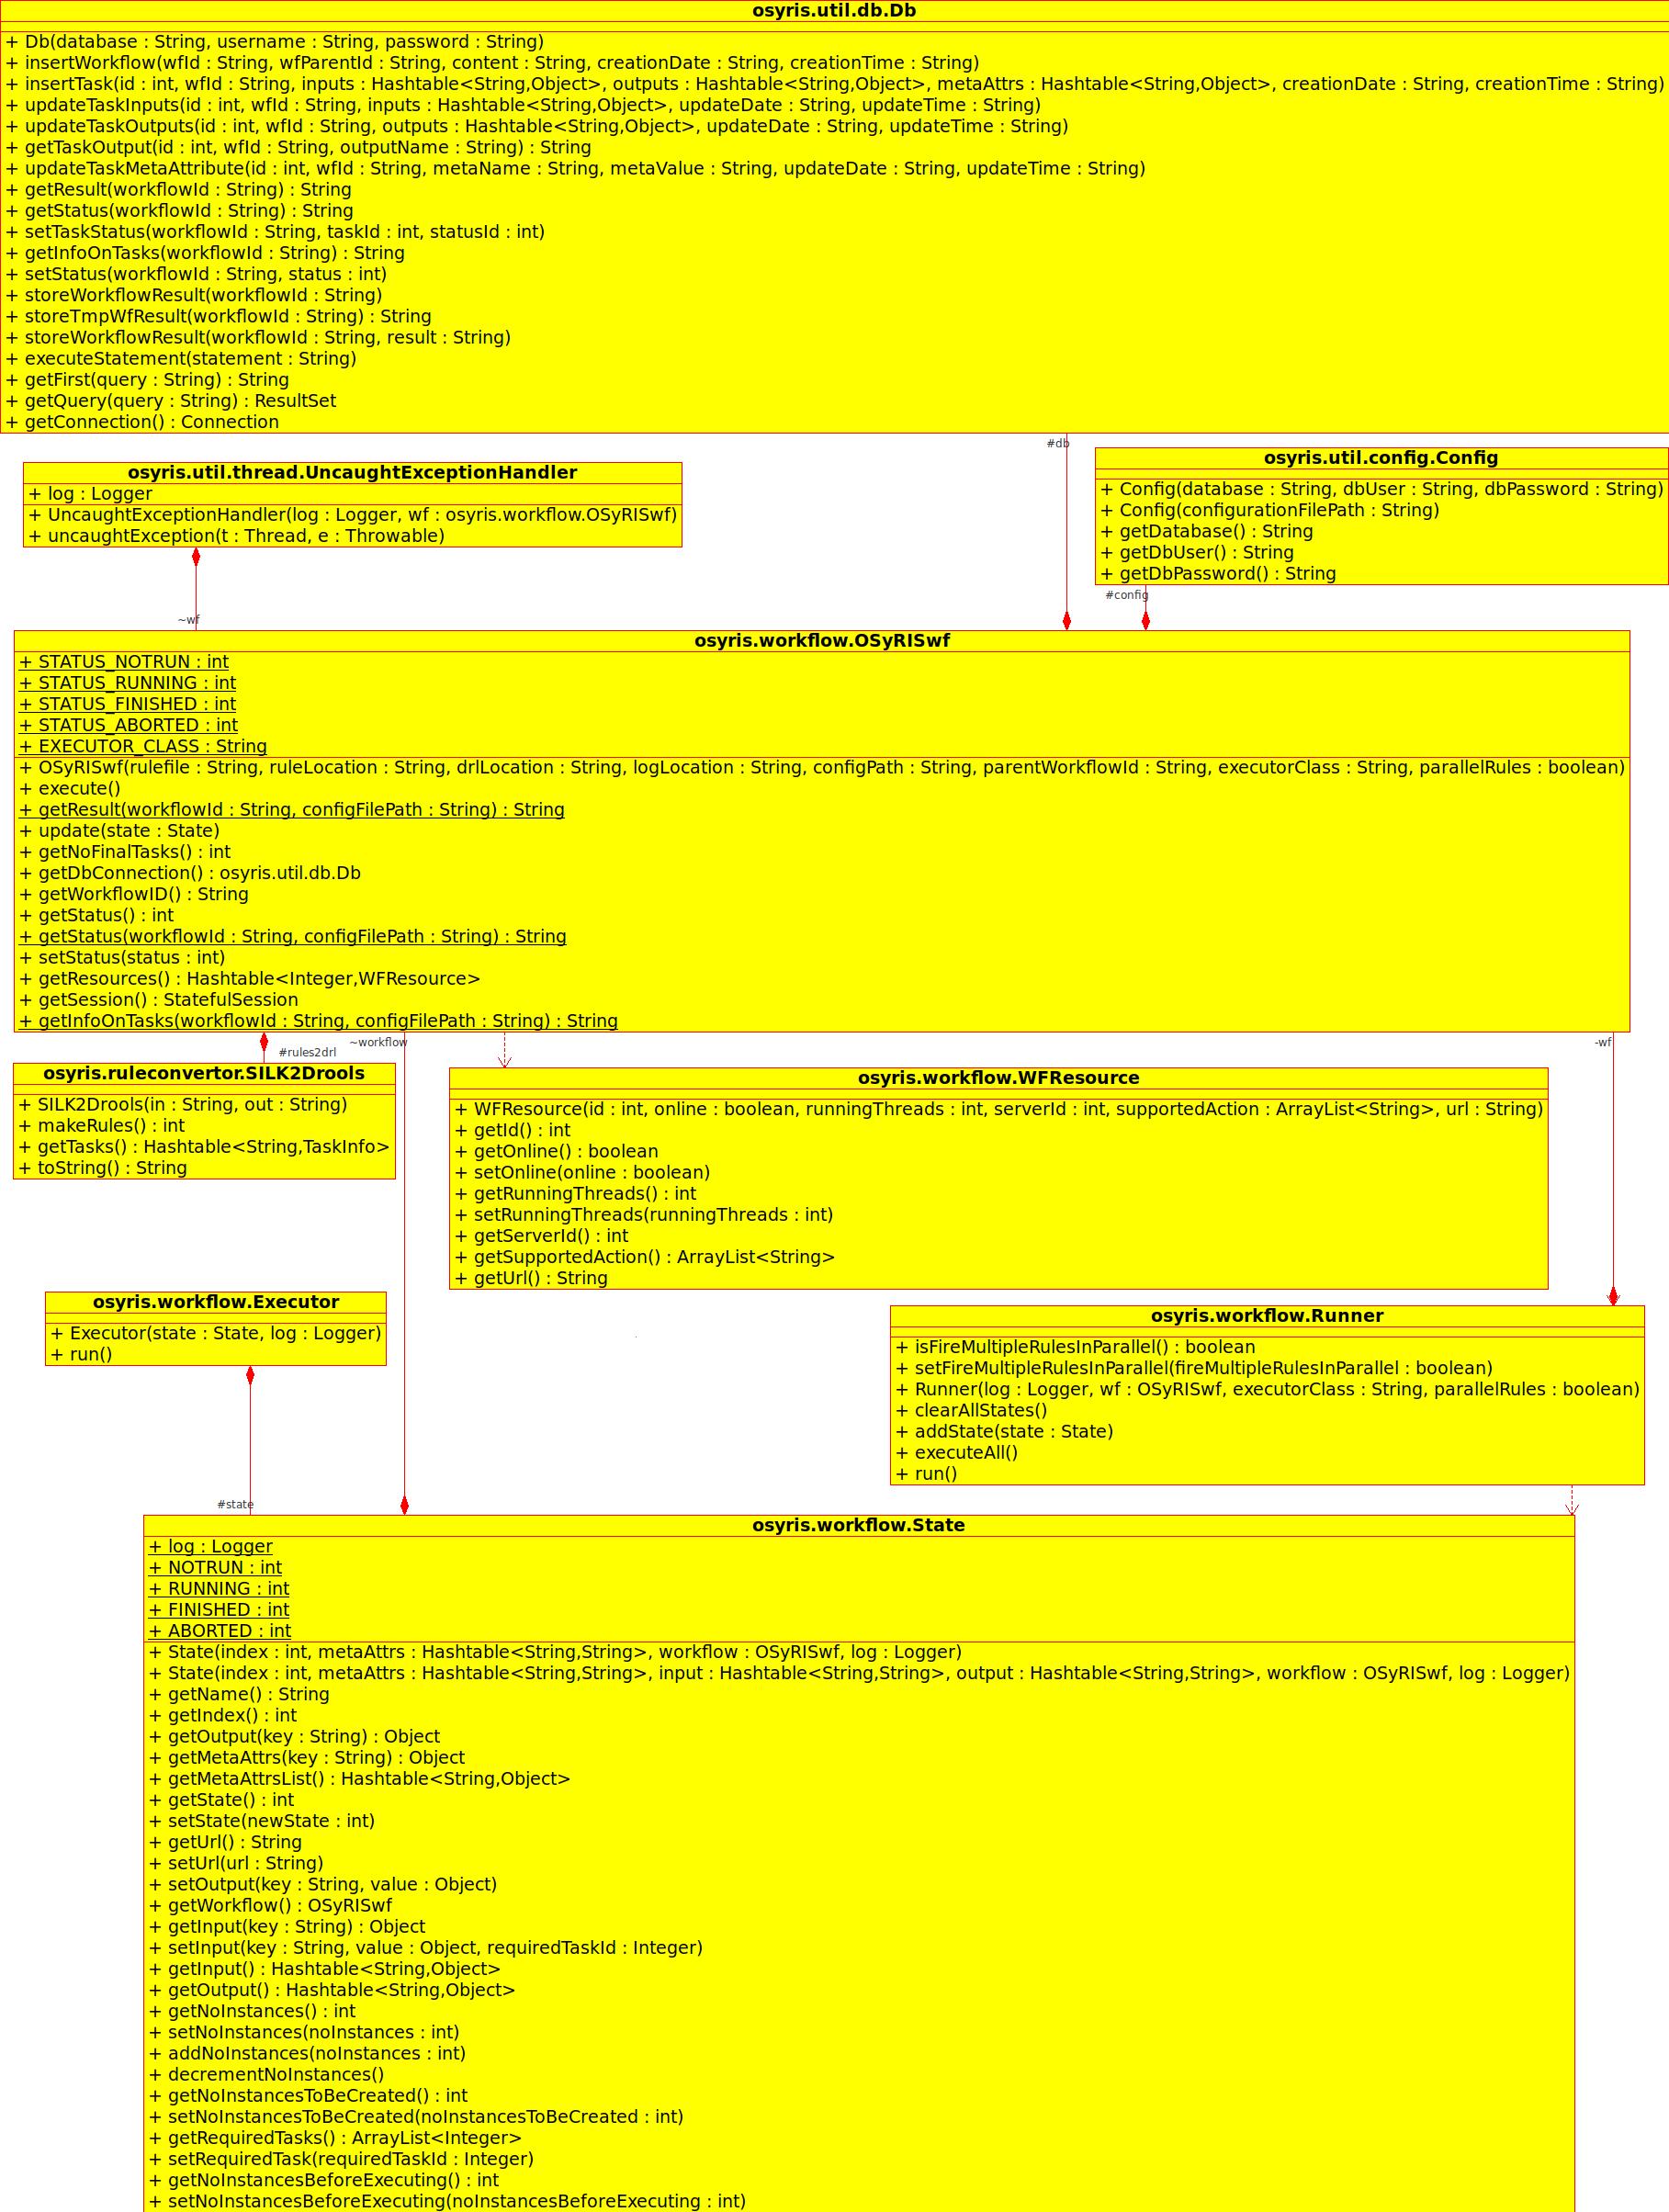 osyris.util.db.Db
+ Db(database : String, username : String, password : String)
+ insertWorkflow(wfId : String, wfParentId : String, content : String, creationDate : String, creationTime : String)
+ insertTask(id : int, wfId : String, inputs : Hashtable<String,Object>, outputs : Hashtable<String,Object>, metaAttrs : Hashtable<String,Object>, creationDate : String, creationTime : String)
+ updateTaskInputs(id : int, wfId : String, inputs : Hashtable<String,Object>, updateDate : String, updateTime : String)
+ updateTaskOutputs(id : int, wfId : String, outputs : Hashtable<String,Object>, updateDate : String, updateTime : String)
+ getTaskOutput(id : int, wfId : String, outputName : String) : String
+ updateTaskMetaAttribute(id : int, wfId : String, metaName : String, metaValue : String, updateDate : String, updateTime : String)
+ getResult(workflowId : String) : String
+ getStatus(workflowId : String) : String
+ setTaskStatus(workflowId : String, taskId : int, statusId : int)
+ getInfoOnTasks(workflowId : String) : String
+ setStatus(workflowId : String, status : int)
+ storeWorkflowResult(workflowId : String)
+ storeTmpWfResult(workflowId : String) : String
+ storeWorkflowResult(workflowId : String, result : String)
+ executeStatement(statement : String)
+ getFirst(query : String) : String
+ getQuery(query : String) : ResultSet
+ getConnection() : Connection
#db
osyris.util.thread.UncaughtExceptionHandler
+ log : Logger
+ UncaughtExceptionHandler(log : Logger, wf : osyris.workflow.OSyRISwf)
+ uncaughtException(t : Thread, e : Throwable)
osyris.util.config.Config
+ Config(database : String, dbUser : String, dbPassword : String)
+ Config(configurationFilePath : String)
+ getDatabase() : String
+ getDbUser() : String
+ getDbPassword() : String
#config
~wf
osyris.workflow.OSyRISwf
+ STATUS_NOTRUN : int
+ STATUS_RUNNING : int
+ STATUS_FINISHED : int
+ STATUS_ABORTED : int
+ EXECUTOR_CLASS : String
+ OSyRISwf(rulefile : String, ruleLocation : String, drlLocation : String, logLocation : String, configPath : String, parentWorkflowId : String, executorClass : String, parallelRules : boolean)
+ execute()
+ getResult(workflowId : String, configFilePath : String) : String
+ update(state : State)
+ getNoFinalTasks() : int
+ getDbConnection() : osyris.util.db.Db
+ getWorkflowID() : String
+ getStatus() : int
+ getStatus(workflowId : String, configFilePath : String) : String
+ setStatus(status : int)
+ getResources() : Hashtable<Integer,WFResource>
+ getSession() : StatefulSession
+ getInfoOnTasks(workflowId : String, configFilePath : String) : String
#rules2drl
~workflow
-wf
osyris.ruleconvertor.SILK2Drools
+ SILK2Drools(in : String, out : String)
+ makeRules() : int
+ getTasks() : Hashtable<String,TaskInfo>
+ toString() : String
osyris.workflow.WFResource
+ WFResource(id : int, online : boolean, runningThreads : int, serverId : int, supportedAction : ArrayList<String>, url : String)
+ getId() : int
+ getOnline() : boolean
+ setOnline(online : boolean)
+ getRunningThreads() : int
+ setRunningThreads(runningThreads : int)
+ getServerId() : int
+ getSupportedAction() : ArrayList<String>
+ getUrl() : String
osyris.workflow.Executor
+ Executor(state : State, log : Logger)
+ run()
osyris.workflow.Runner
+ isFireMultipleRulesInParallel() : boolean
+ setFireMultipleRulesInParallel(fireMultipleRulesInParallel : boolean)
+ Runner(log : Logger, wf : OSyRISwf, executorClass : String, parallelRules : boolean)
+ clearAllStates()
+ addState(state : State)
+ executeAll()
+ run()
#state
osyris.workflow.State
+ log : Logger
+ NOTRUN : int
+ RUNNING : int
+ FINISHED : int
+ ABORTED : int
+ State(index : int, metaAttrs : Hashtable<String,String>, workflow : OSyRISwf, log : Logger)
+ State(index : int, metaAttrs : Hashtable<String,String>, input : Hashtable<String,String>, output : Hashtable<String,String>, workflow : OSyRISwf, log : Logger)
+ getName() : String
+ getIndex() : int
+ getOutput(key : String) : Object
+ getMetaAttrs(key : String) : Object
+ getMetaAttrsList() : Hashtable<String,Object>
+ getState() : int
+ setState(newState : int)
+ getUrl() : String
+ setUrl(url : String)
+ setOutput(key : String, value : Object)
+ getWorkflow() : OSyRISwf
+ getInput(key : String) : Object
+ setInput(key : String, value : Object, requiredTaskId : Integer)
+ getInput() : Hashtable<String,Object>
+ getOutput() : Hashtable<String,Object>
+ getNoInstances() : int
+ setNoInstances(noInstances : int)
+ addNoInstances(noInstances : int)
+ decrementNoInstances()
+ getNoInstancesToBeCreated() : int
+ setNoInstancesToBeCreated(noInstancesToBeCreated : int)
+ getRequiredTasks() : ArrayList<Integer>
+ setRequiredTask(requiredTaskId : Integer)
+ getNoInstancesBeforeExecuting() : int
+ setNoInstancesBeforeExecuting(noInstancesBeforeExecuting : int)